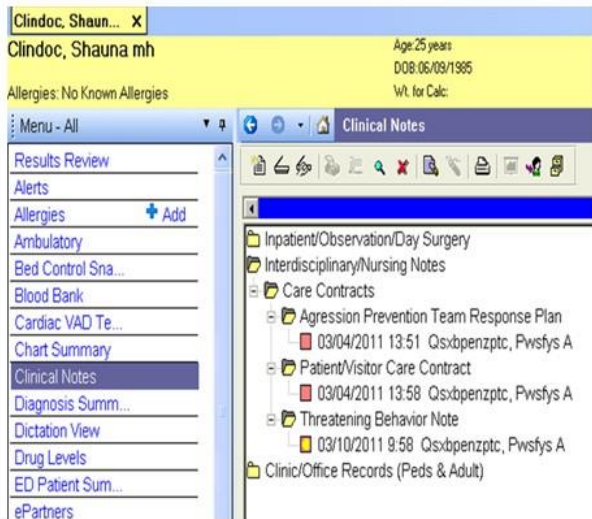 Clindoc, Shaun... X
Clindoc, Shauna mh
Age:25 years
DOB:06/09/1985
Allergies: No Known Allergies
Wt. for Calc:
Menu - All
Clinical Notes
Results Review
Alerts
Allergies + Add
Ambulatory
Bed Control Sna...
Blood Bank
Cardiac VAD Te...
Chart Summary
Clinical Notes
Diagnosis Summ...
Dictation View
Drug Levels
ED Patient Sum...
ePartners
Inpatient/Observation/Day Surgery
Interdisciplinary/Nursing Notes
Care Contracts
Agression Prevention Team Response Plan
03/04/2011 13:51 Qsxbpenzptc, Pwsfys A
Patient/Visitor Care Contract
03/04/2011 13:58 Qsxbpenzptc, Pwsfys A
Threatening Behavior Note
03/10/2011 9:58 Qsxbpenzptc, Pwsfys A
Clinic/Office Records (Peds & Adult)